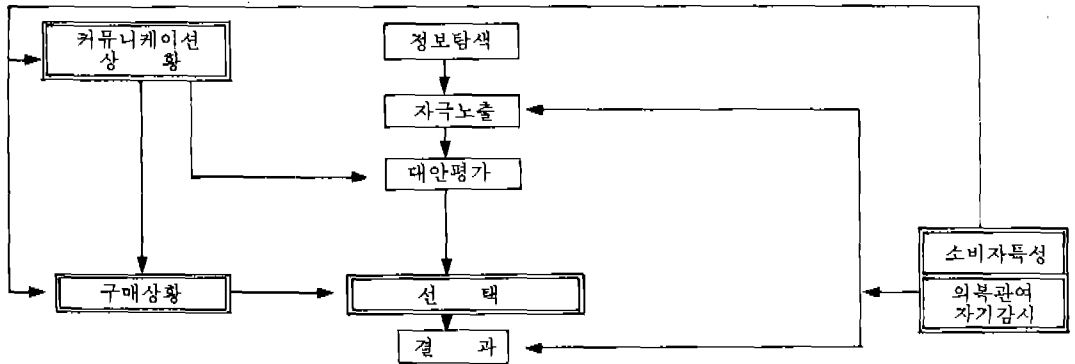 커뮤니케이션
상 황
정보탐색
자극노출
대안평가
구매상황
선 택
결 과
소비자특성
의복관여
자기감시